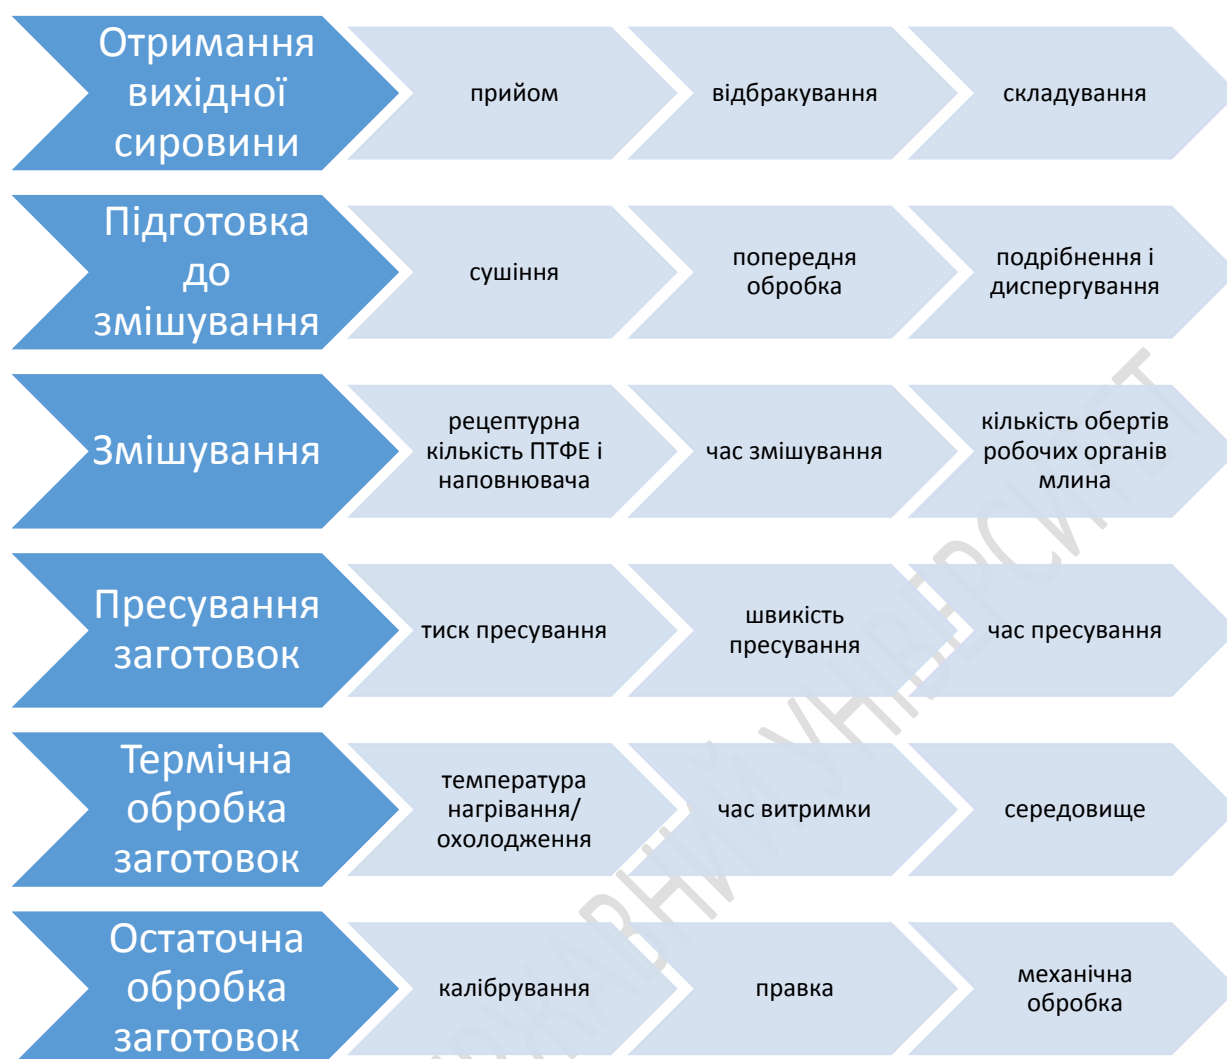 Отримання
вихідної
сировини
прийом
відбракування
складування
Підготовка
до
змішування
сушіння
попередня
обробка
подрібнення і
диспергування
Змішування
рецептурна
кількість ПТФЕ і
наповнювача
час змішування
кількість обертів
робочих органів
млина
Пресування
заготовок
тиск пресування
швикість
пресування
час пресування
Термічна
обробка
заготовок
температура
нагрівання/
охолодження
час витримки
середовище
Остаточна
обробка
заготовок
калібрування
правка
механічна
обробка
УНІВЕРСИТЕТ